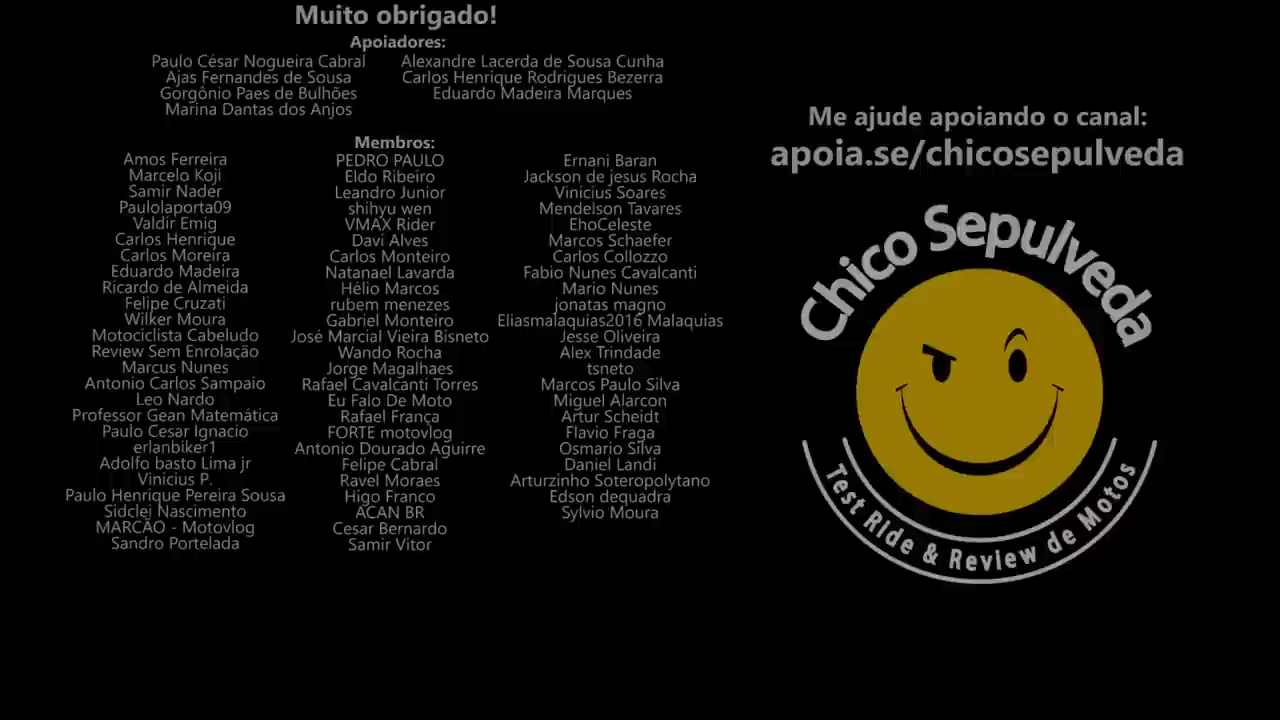 Muito obrigado!
Apoiadores:
Paulo César Nogueira Cabral
Ajas Fernandes de Sousa
Gorgônio Paes de Bulhões
Marina Dantas dos Anjos
Alexandre Lacerda de Sousa Cunha
Carlos Henrique Rodrigues Bezerra
Eduardo Madeira Marques
Membros:
Amos Ferreira
Marcelo Koji
Samir Nader
Paulolaporta09
Valdir Emig
Carlos Henrique
Carlos Moreira
Eduardo Madeira
Ricardo de Almeida
Felipe Cruzati
Wilker Moura
Motociclista Cabeludo
Review Sem Enrolação
Marcus Nunes
Antonio Carlos Sampaio
Leo Nardo
Professor Gean Matemática
Paulo Cesar Ignacio
erlanbiker1
Adolfo basto Lima jr
Vinicius P.
Paulo Henrique Pereira Sousa
Sidclei Nascimento
MARCÃO - Motovlog
Sandro Portelada
PEDRO PAULO
Eldo Ribeiro
Leandro Junior
shihyu wen
VMAX Rider
Davi Alves
Carlos Monteiro
Natanael Lavarda
Hélio Marcos
rubem menezes
Gabriel Monteiro
José Marcial Vieira Bisneto
Wando Rocha
Jorge Magalhaes
Rafael Cavalcanti Torres
Eu Falo De Moto
Rafael França
FORTE motovlog
Antonio Dourado Aguirre
Felipe Cabral
Ravel Moraes
Higo Franco
ACAN BR
Cesar Bernardo
Samir Vitor
Ernani Baran
Jackson de jesus Rocha
Vinicius Soares
Mendelson Tavares
EhoCeleste
Marcos Schaefer
Carlos Collozzo
Fabio Nunes Cavalcanti
Mario Nunes
jonatas magno
Eliasmalaquias2016 Malaquias
Jesse Oliveira
Alex Trindade
tsneto
Marcos Paulo Silva
Miguel Alarcon
Artur Scheidt
Flavio Fraga
Osmario Silva
Daniel Landi
Arturzinho Soteropolytano
Edson dequadra
Sylvio Moura
Me ajude apoiando o canal:
apoia.se/chicosepulveda
Chico Sepulveda
Test Ride & Review de Motos